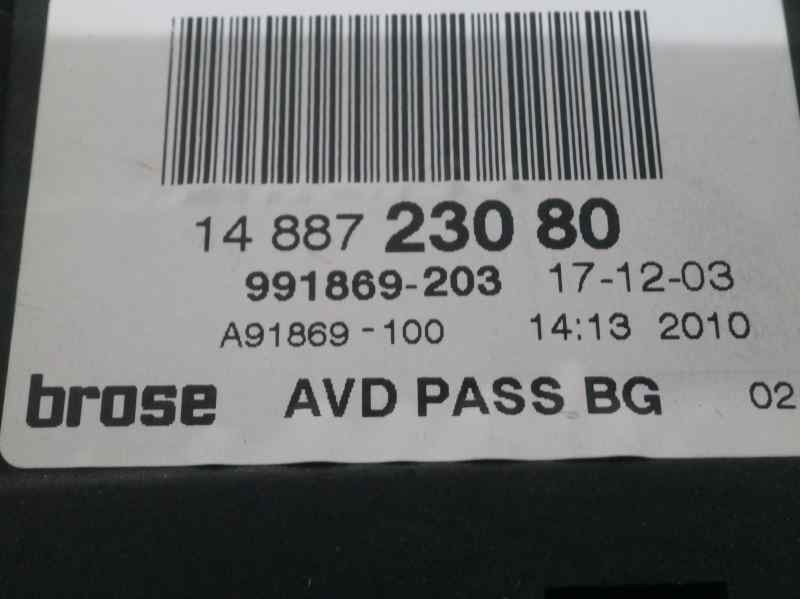 14 887 230 80
991869-203 17-12-03
A91869-100 14:13 2010
brose AVD PASS BG 02